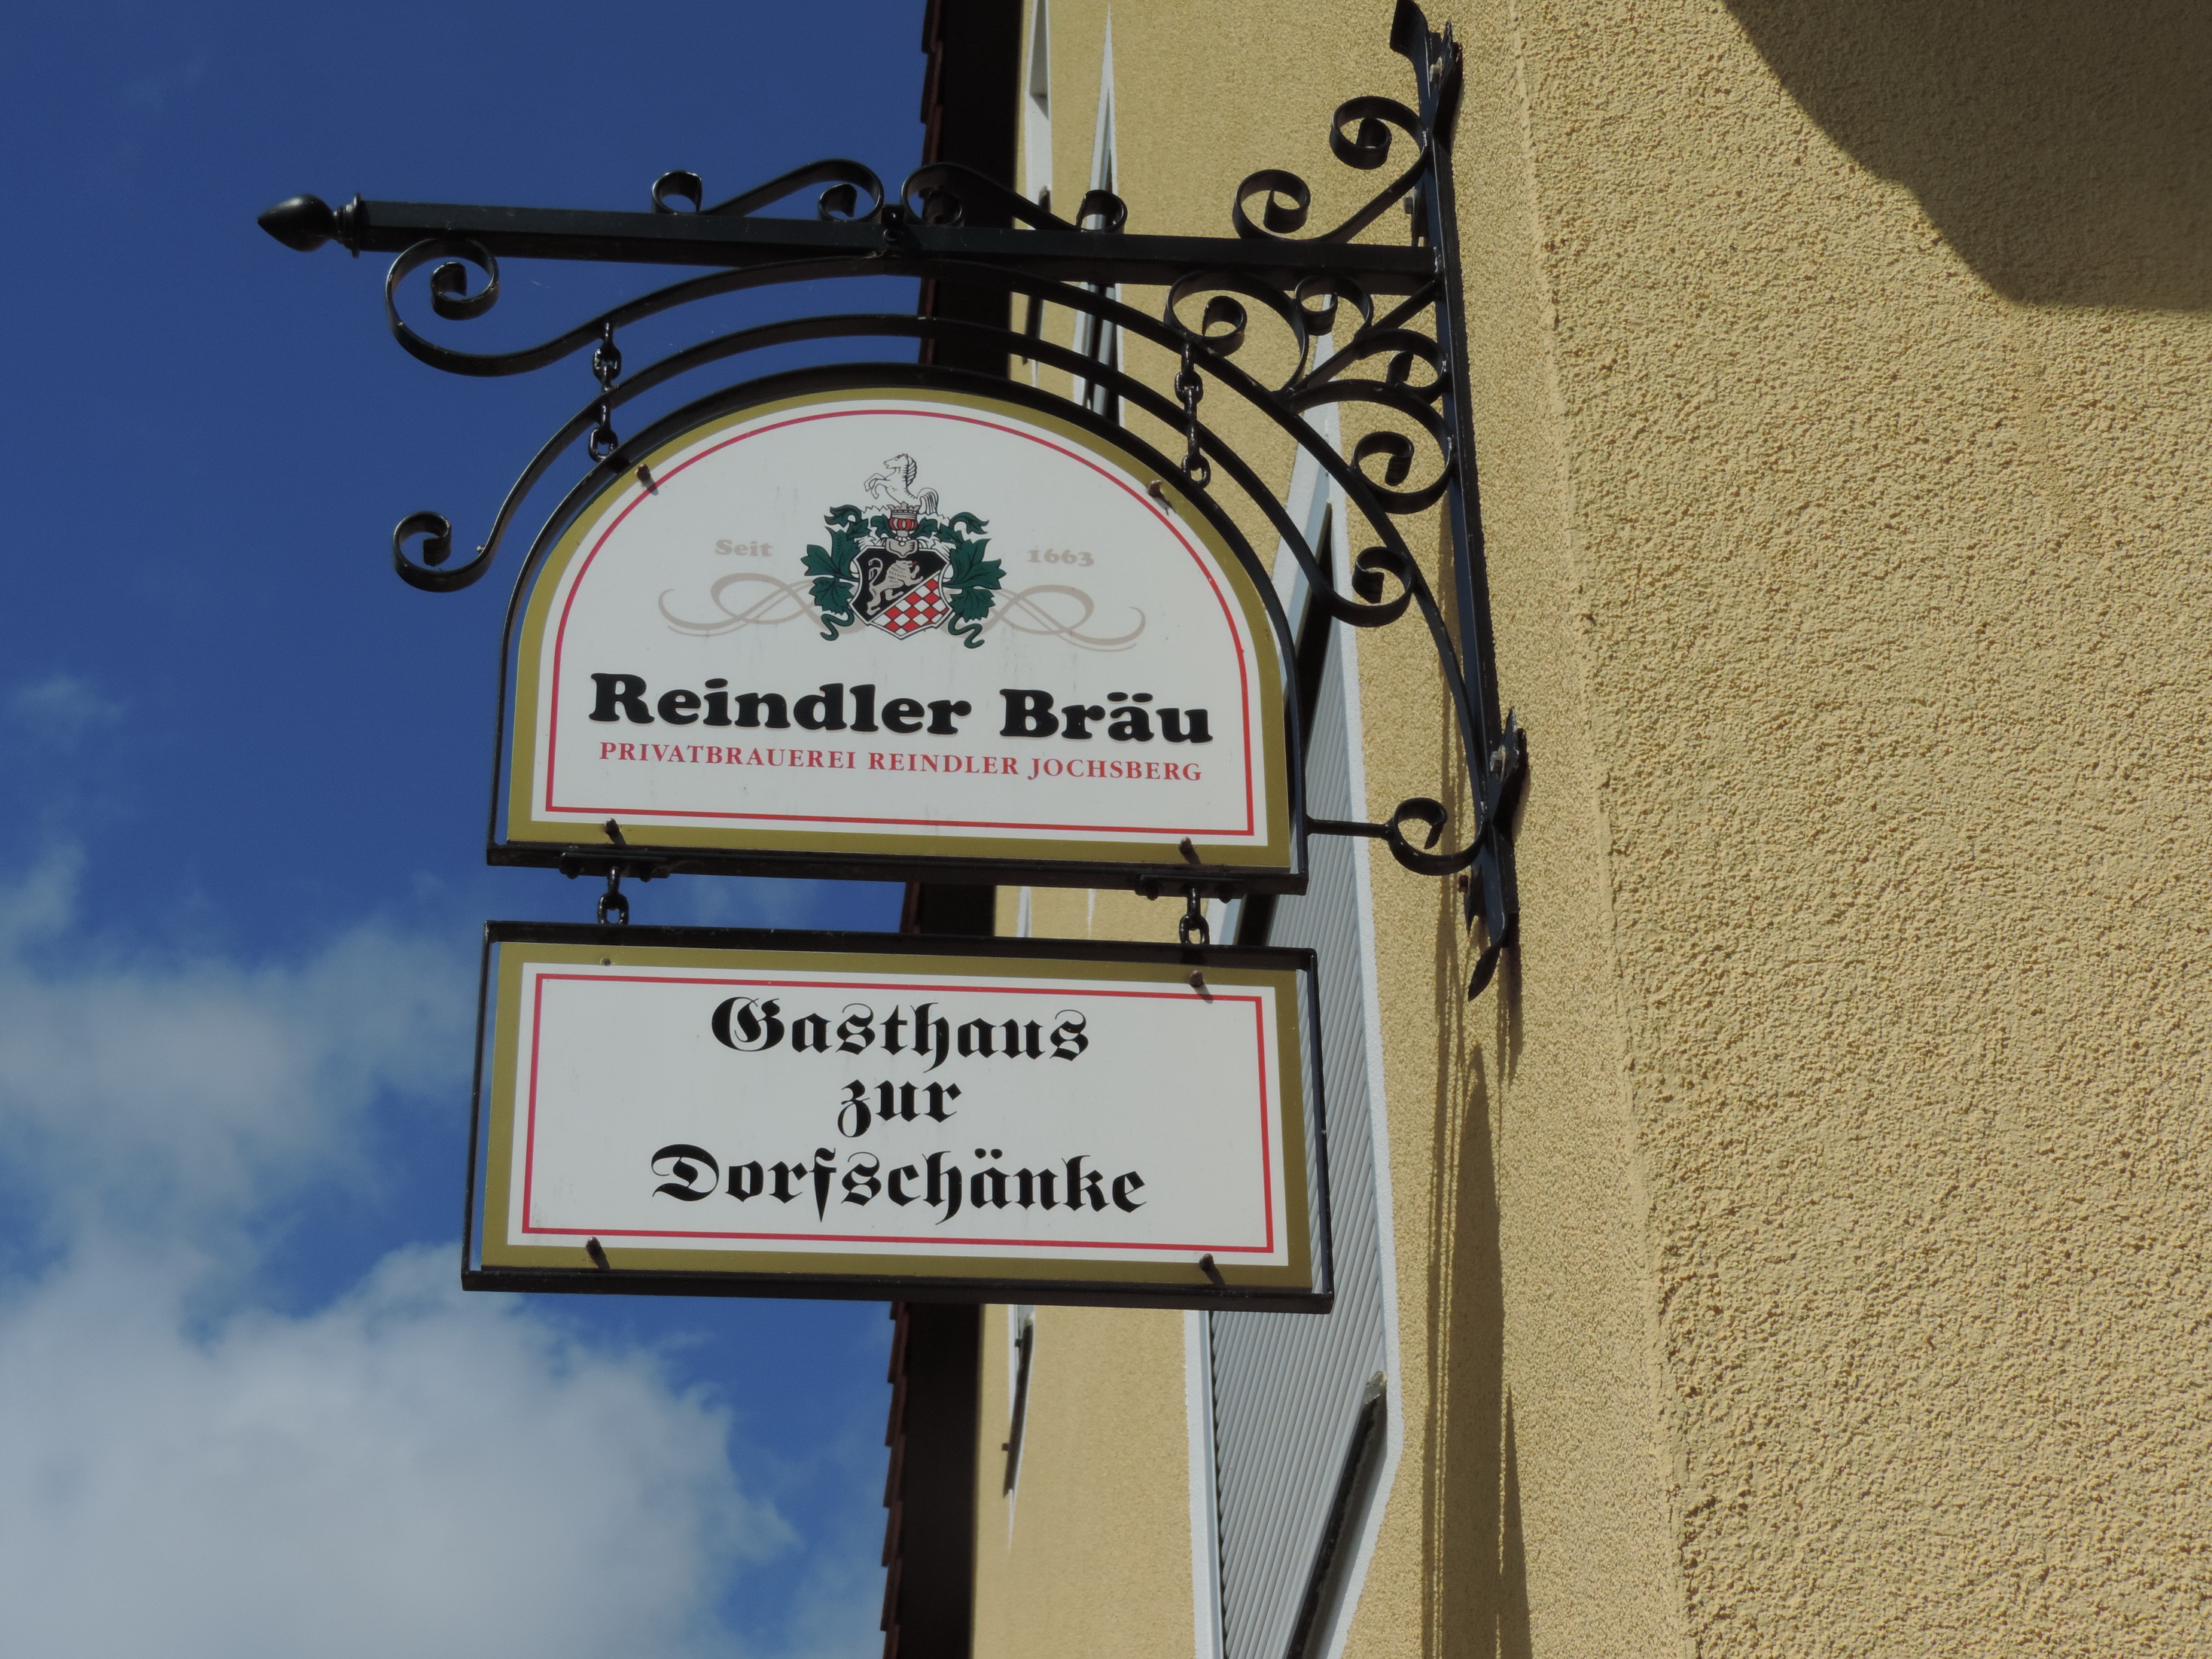 Seit 1663
Reindler Bräu
PRIVATBRAUEREI REINDLER JOCHSBERG
Gasthaus
zur
Dorfschänke